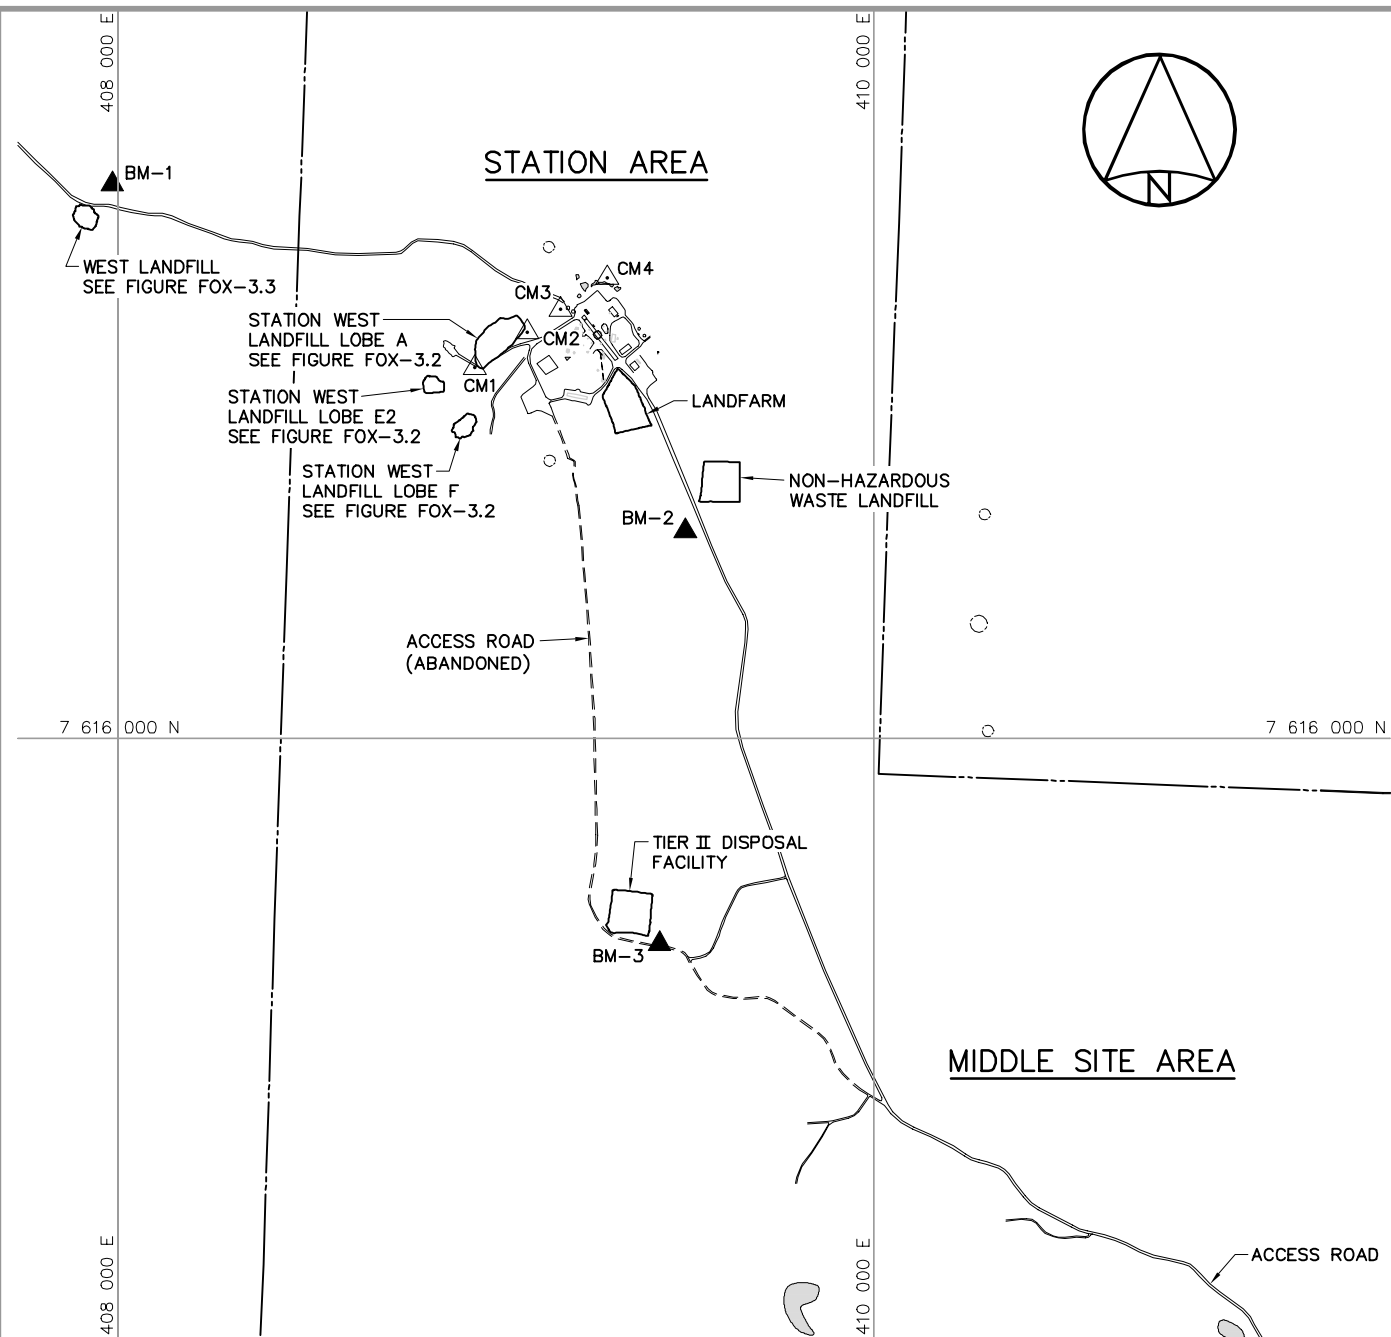 408 000 E
410 000 E
N
STATION AREA
BM-1
WEST LANDFILL
SEE FIGURE FOX-3.3
CM4
CM3
STATION WEST
LANDFILL LOBE A
SEE FIGURE FOX-3.2
CM2
CM1
STATION WEST
LANDFILL LOBE E2
SEE FIGURE FOX-3.2
LANDFARM
STATION WEST
LANDFILL LOBE F
SEE FIGURE FOX-3.2
NON-HAZARDOUS
WASTE LANDFILL
BM-2
ACCESS ROAD
(ABANDONED)
7 616 000 N
7 616 000 N
TIER II DISPOSAL
FACILITY
BM-3
MIDDLE SITE AREA
ACCESS ROAD
408 000 E
410 000 E